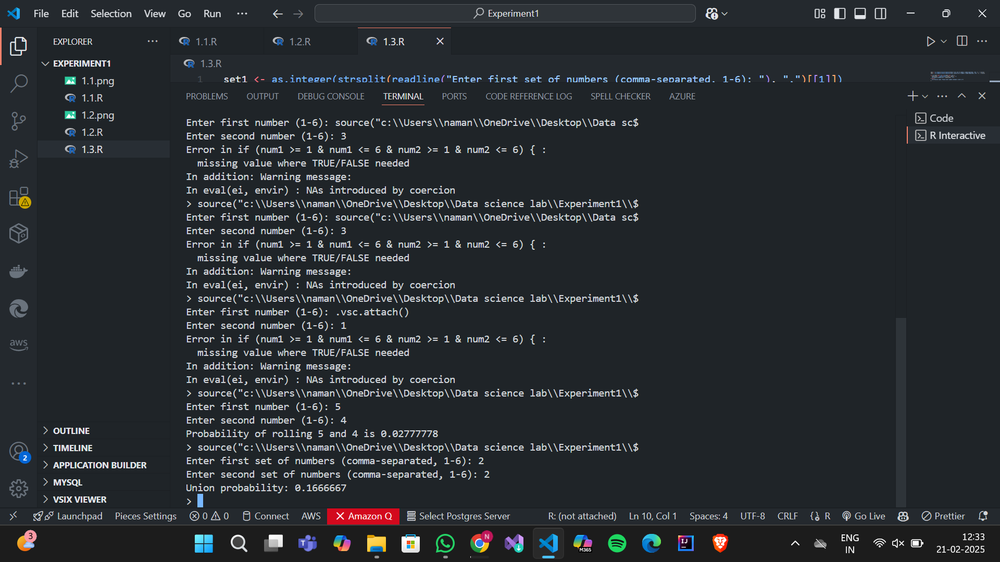 File Edit Selection View Go Run ... Experiment1
EXPLORER
EXPERIMENT1
1.1.png
1.1.R
1.2.png
1.2.R
1.3.R
OUTLINE
TIMELINE
APPLICATION BUILDER
MYSQL
VSIX VIEWER
aws
2
1.1.R 1.2.R 1.3.R
1.3.R
1 set1 <- as.integer(strsplit(readline("Enter first set of numbers (comma-separated, 1-6): "), ",")[[1]])
PROBLEMS OUTPUT DEBUG CONSOLE TERMINAL PORTS CODE REFERENCE LOG SPELL CHECKER AZURE
Enter first number (1-6): source("c:\\Users\\naman\\OneDrive\\Desktop\\Data sc$
Enter second number (1-6): 3
Error in if (num1 >= 1 & num1 <= 6 & num2 >= 1 & num2 <= 6) { :
  missing value where TRUE/FALSE needed
In addition: Warning message:
In eval(ei, envir) : NAs introduced by coercion
> source("c:\\Users\\naman\\OneDrive\\Desktop\\Data science lab\\Experiment1\\$
Enter first number (1-6): source("c:\\Users\\naman\\OneDrive\\Desktop\\Data sc$
Enter second number (1-6): 3
Error in if (num1 >= 1 & num1 <= 6 & num2 >= 1 & num2 <= 6) { :
  missing value where TRUE/FALSE needed
In addition: Warning message:
In eval(ei, envir) : NAs introduced by coercion
> source("c:\\Users\\naman\\OneDrive\\Desktop\\Data science lab\\Experiment1\\$
Enter first number (1-6): .vsc.attach()
Enter second number (1-6): 1
Error in if (num1 >= 1 & num1 <= 6 & num2 >= 1 & num2 <= 6) { :
  missing value where TRUE/FALSE needed
In addition: Warning message:
In eval(ei, envir) : NAs introduced by coercion
> source("c:\\Users\\naman\\OneDrive\\Desktop\\Data science lab\\Experiment1\\$
Enter first number (1-6): 5
Enter second number (1-6): 4
Probability of rolling 5 and 4 is 0.02777778
> source("c:\\Users\\naman\\OneDrive\\Desktop\\Data science lab\\Experiment1\\$
Enter first set of numbers (comma-separated, 1-6): 2
Enter second set of numbers (comma-separated, 1-6): 2
Union probability: 0.1666667
>
Code
R Interactive
Launchpad Pieces Settings 0 0 Connect AWS Amazon Q Select Postgres Server R: (not attached) Ln 10, Col 1 Spaces: 4 UTF-8 CRLF R Go Live Prettier
3
N
M365
IJ
ENG
IN
12:33
21-02-2025